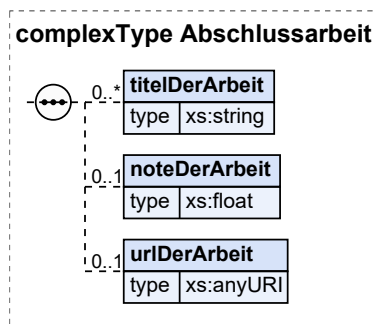 complexType Abschlussarbeit
0..* titelDerArbeit
type xs:string
0..1 noteDerArbeit
type xs:float
0..1 urlDerArbeit
type xs:anyURI